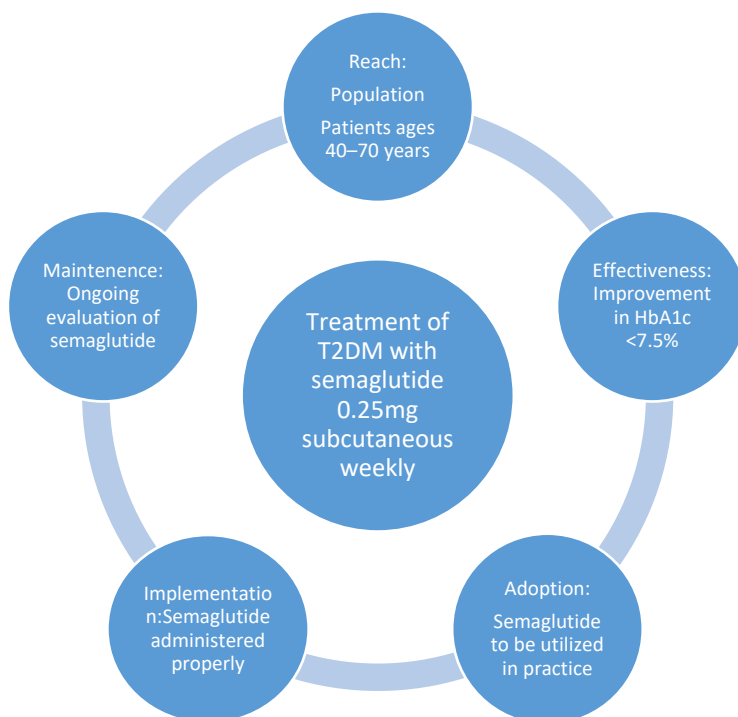 Reach:
Population
Patients ages
40–70 years
Effectiveness:
Improvement
in HbA1c
<7.5%
Adoption:
Semaglutide
to be utilized
in practice
Implementatio
n:Semaglutide
administered
properly
Maintenence:
Ongoing
evaluation of
semaglutide
Treatment of
T2DM with
semaglutide
0.25mg
subcutaneous
weekly